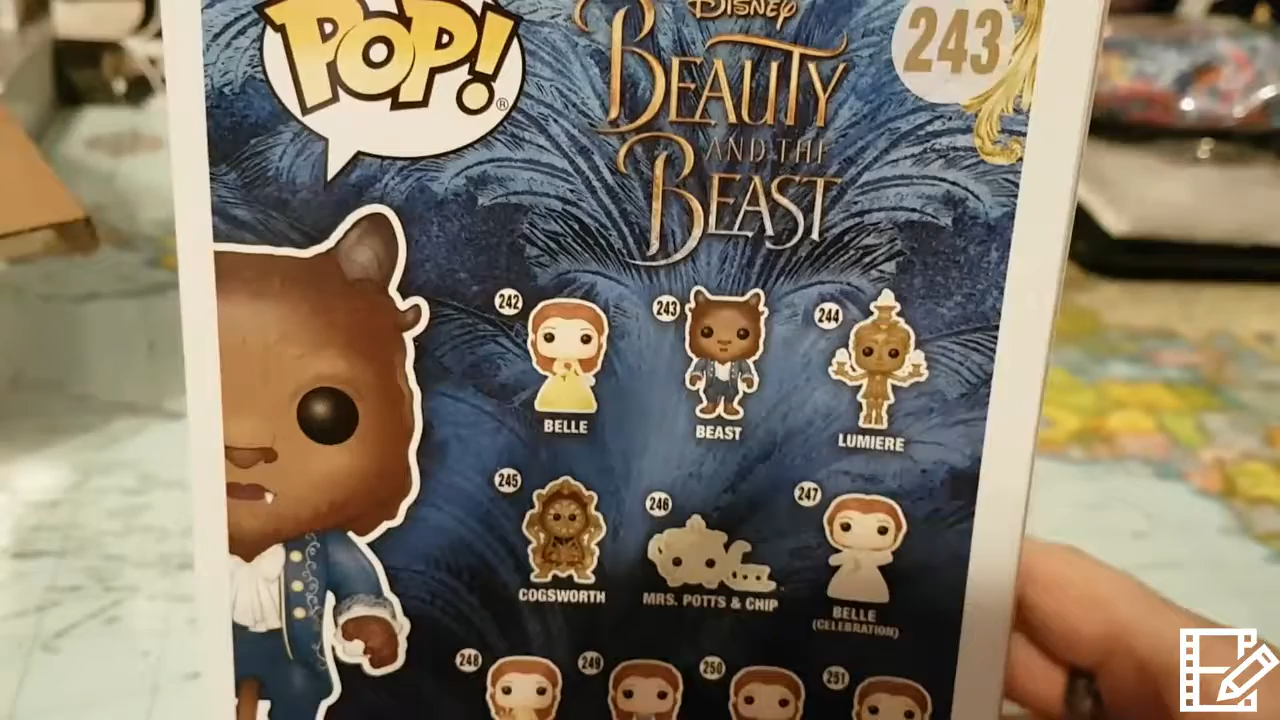 POP!®
DISNEY
BEAUTY
AND THE
BEAST
243
242
BELLE
243
BEAST
244
LUMIERE
245
COGSWORTH
246
MRS. POTTS & CHIP
247
BELLE
(CELEBRATION)
248
249
250
251